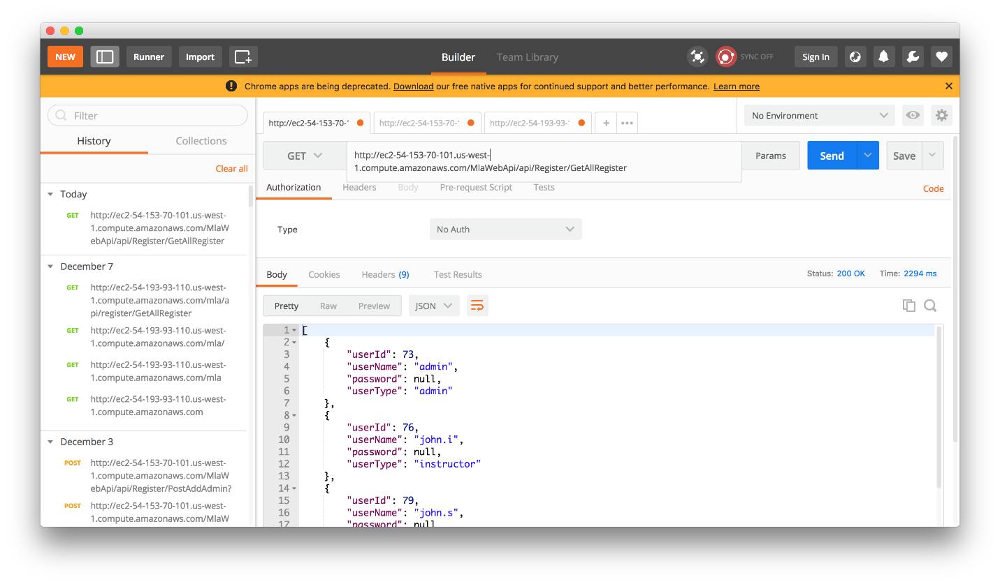 NEW Runner Import Builder Team Library SYNC OFF Sign In
! Chrome apps are being deprecated. Download our free native apps for continued support and better performance. Learn more
Filter
History Collections
Clear all
Today
GET http://ec2-54-153-70-101.us-west-
1.compute.amazonaws.com/MlaW
ebApi/api/Register/GetAllRegister
December 7
GET http://ec2-54-193-93-110.us-west-
1.compute.amazonaws.com/mla/a
pi/register/GetAllRegister
GET http://ec2-54-193-93-110.us-west-
1.compute.amazonaws.com/mla/
GET http://ec2-54-193-93-110.us-west-
1.compute.amazonaws.com/mla
GET http://ec2-54-193-93-110.us-west-
1.compute.amazonaws.com
December 3
POST http://ec2-54-153-70-101.us-west-
1.compute.amazonaws.com/MlaW
ebApi/api/Register/PostAddAdmin?
POST http://ec2-54-153-70-101.us-west-
1.compute.amazonaws.com/MlaW
http://ec2-54-153-70- http://ec2-54-153-70- http://ec2-54-193-93- + ••• No Environment
GET http://ec2-54-153-70-101.us-west-
1.compute.amazonaws.com/MlaWebApi/api/Register/GetAllRegister
Params Send Save
Authorization Headers Body Pre-request Script Tests Code
Type No Auth
Body Cookies Headers (9) Test Results Status: 200 OK Time: 2294 ms
Pretty Raw Preview JSON
1 [
2 {
3 "userId": 73,
4 "userName": "admin",
5 "password": null,
6 "userType": "admin"
7 },
8 {
9 "userId": 76,
10 "userName": "john.i",
11 "password": null,
12 "userType": "instructor"
13 },
14 {
15 "userId": 79,
16 "userName": "john.s",
17 "password": null